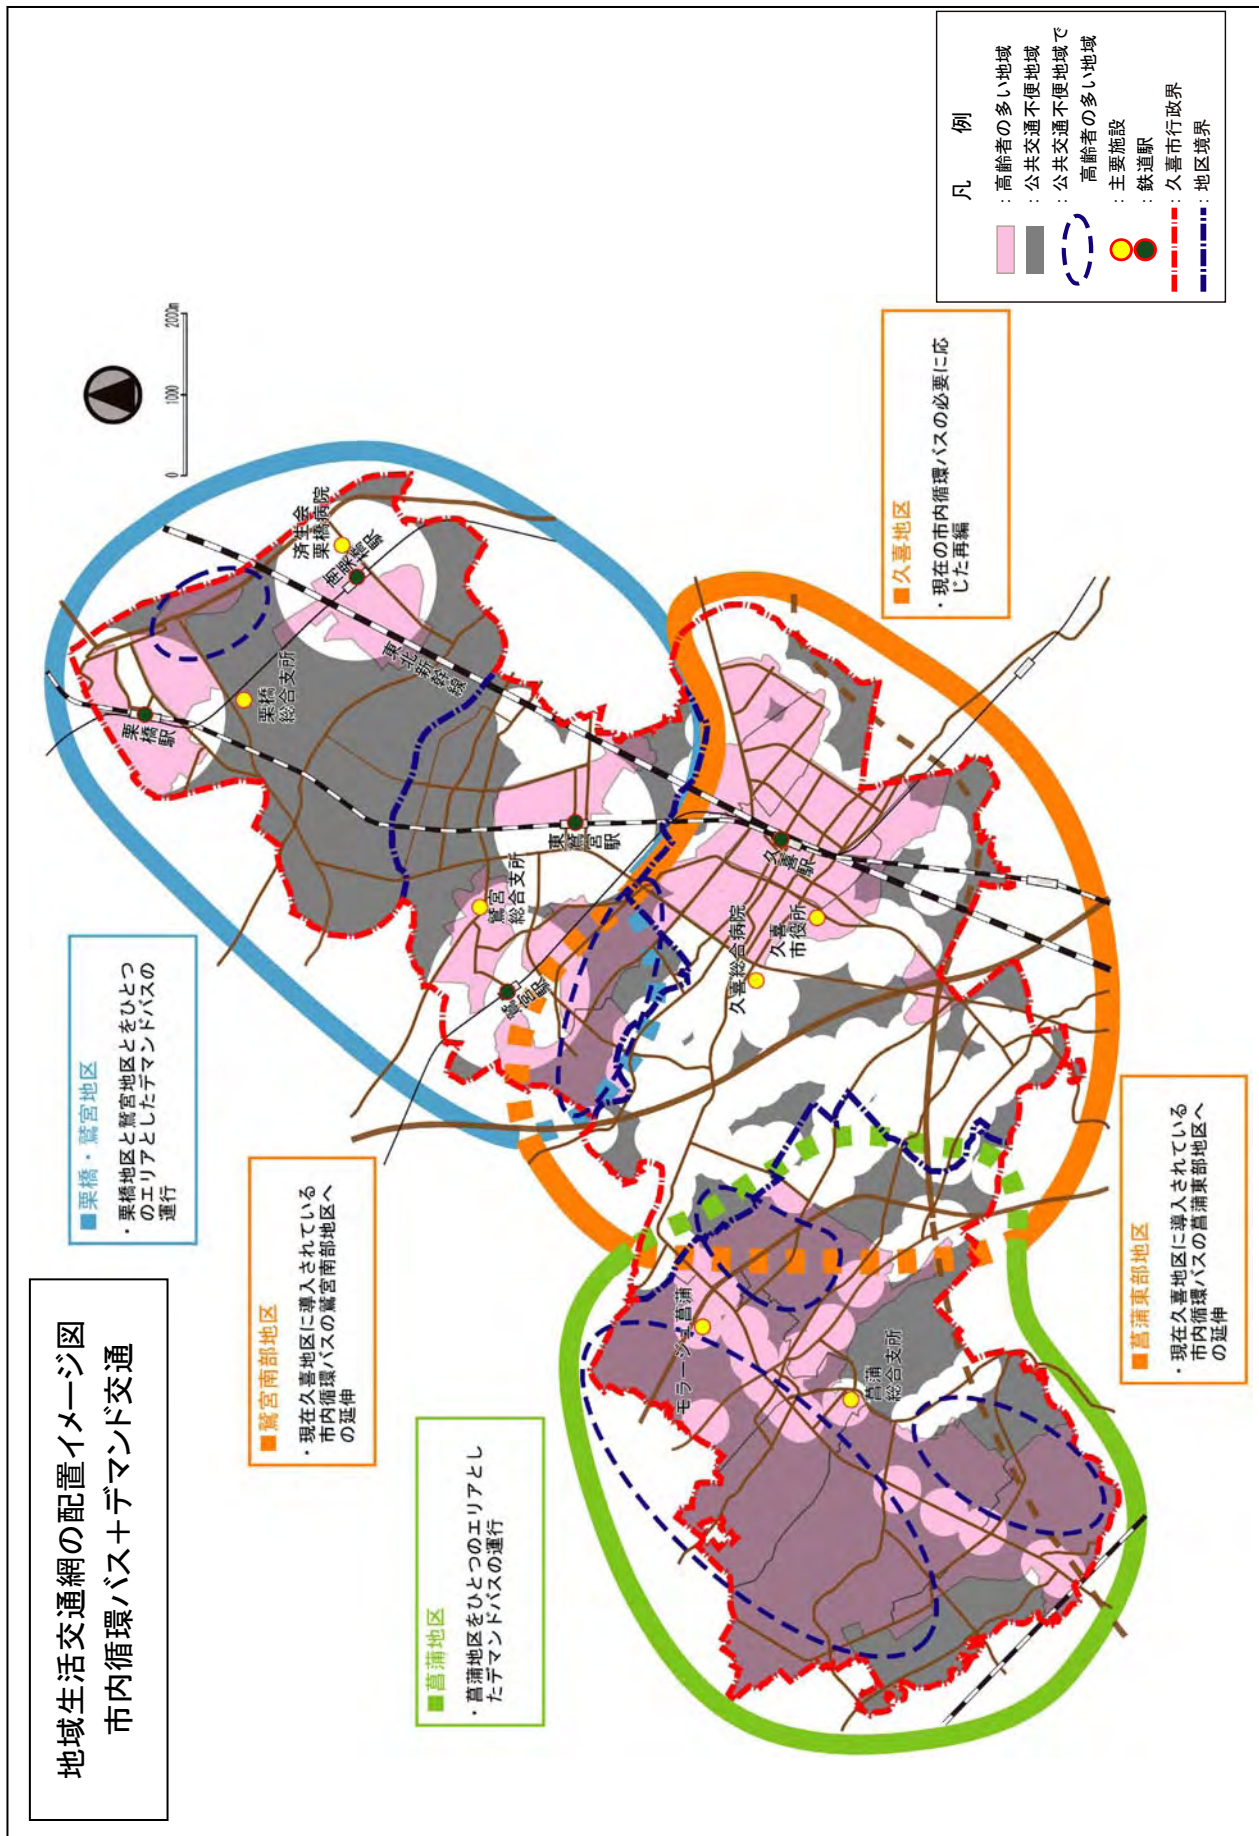 地域生活交通網の配置イメージ図
市内循環バス＋デマンド交通
■栗橋・鷲宮地区
・栗橋地区と鷲宮地区とをひとつ
のエリアとしたデマンドバスの
運行
■鷲宮南部地区
・現在久喜地区に導入されている
市内循環バスの鷲宮南部地区へ
の延伸
■菖蒲地区
・菖蒲地区をひとつのエリアとし
たデマンドバスの運行
■久喜地区
・現在の市内循環バスの必要に応
じた再編
■菖蒲東部地区
・現在久喜地区に導入されている
市内循環バスの菖蒲東部地区へ
の延伸
0
1000
2000m
栗橋駅
栗橋
総合支所
済生会
栗橋病院
南栗橋駅
東北新幹線
東鷲宮駅
鷲宮
総合支所
鷲宮駅
久喜駅
久喜
市役所
久喜総合病院
モラージュ菖蒲
菖蒲
総合支所
凡　例
：高齢者の多い地域
：公共交通不便地域
：公共交通不便地域で
高齢者の多い地域
：主要施設
：鉄道駅
：久喜市行政界
：地区境界